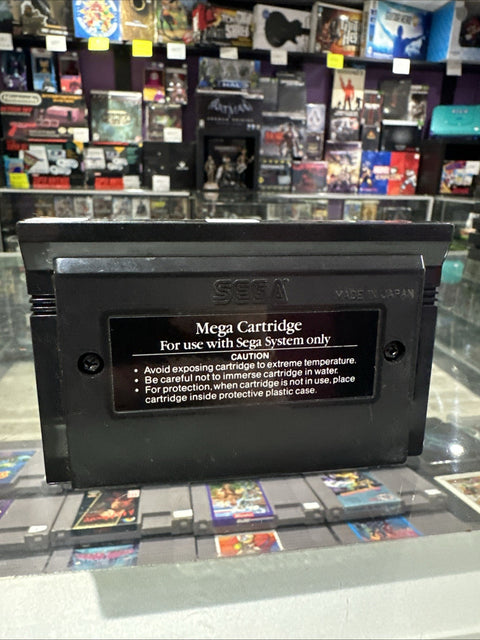 SEGA
MADE IN JAPAN
Mega Cartridge
For use with Sega System only
CAUTION
• Avoid exposing cartridge to extreme temperature.
• Be careful not to immerse cartridge in water.
• For protection, when cartridge is not in use, place
cartridge inside protective plastic case.
BATMAN